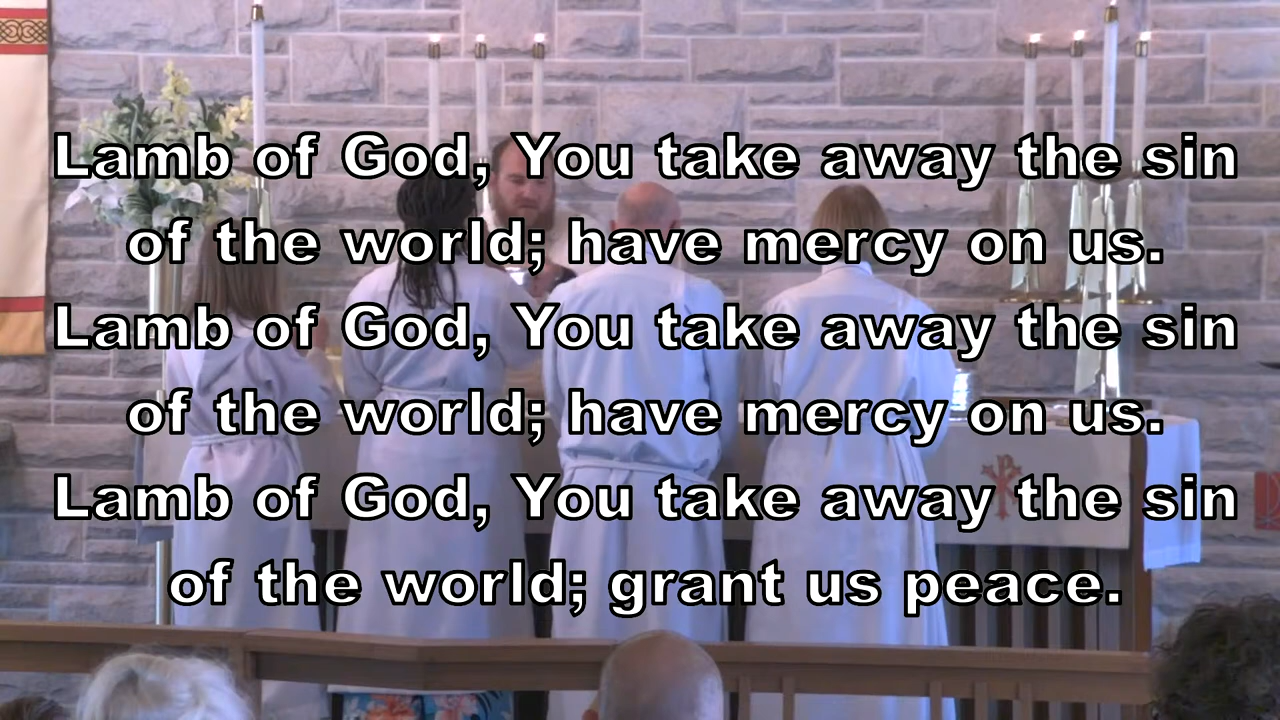 Lamb of God, You take away the sin
of the world; have mercy on us.
Lamb of God, You take away the sin
of the world; have mercy on us.
Lamb of God, You take away the sin
of the world; grant us peace.